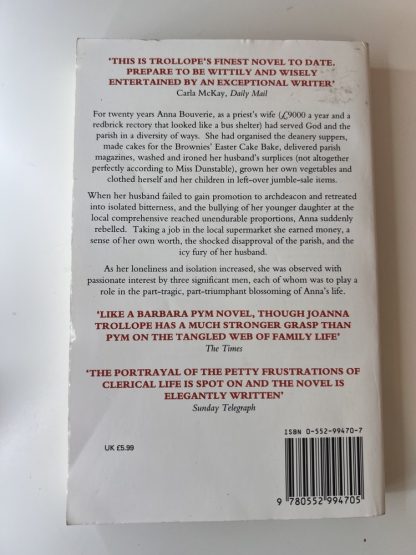 'THIS IS TROLLOPE'S FINEST NOVEL TO DATE.
PREPARE TO BE WITTILY AND WISELY
ENTERTAINED BY AN EXCEPTIONAL WRITER'
Carla McKay, Daily Mail
For twenty years Anna Bouverie, as a priest's wife (£9000 a year and a
redbrick rectory that looked like a bus shelter) had served God and the
parish in a diversity of ways. She had organised the deanery suppers,
made cakes for the Brownies' Easter Cake Bake, delivered parish
magazines, washed and ironed her husband's surplices (not altogether
perfectly according to Miss Dunstable), grown her own vegetables and
clothed herself and her children in left-over jumble-sale items.
When her husband failed to gain promotion to archdeacon and retreated
into isolated bitterness, and the bullying of her younger daughter at the
local comprehensive reached unendurable proportions, Anna suddenly
rebelled. Taking a job in the local supermarket she earned money, a
sense of her own worth, the shocked disapproval of the parish, and the
icy fury of her husband.
As her loneliness and isolation increased, she was observed with
passionate interest by three significant men, each of whom was to play a
role in the part-tragic, part-triumphant blossoming of Anna's life.
'LIKE A BARBARA PYM NOVEL, THOUGH JOANNA
TROLLOPE HAS A MUCH STRONGER GRASP THAN
PYM ON THE TANGLED WEB OF FAMILY LIFE'
The Times
'THE PORTRAYAL OF THE PETTY FRUSTRATIONS OF
CLERICAL LIFE IS SPOT ON AND THE NOVEL IS
ELEGANTLY WRITTEN'
Sunday Telegraph
ISBN 0-552-99470-7
UK £5.99
9 780552 994705